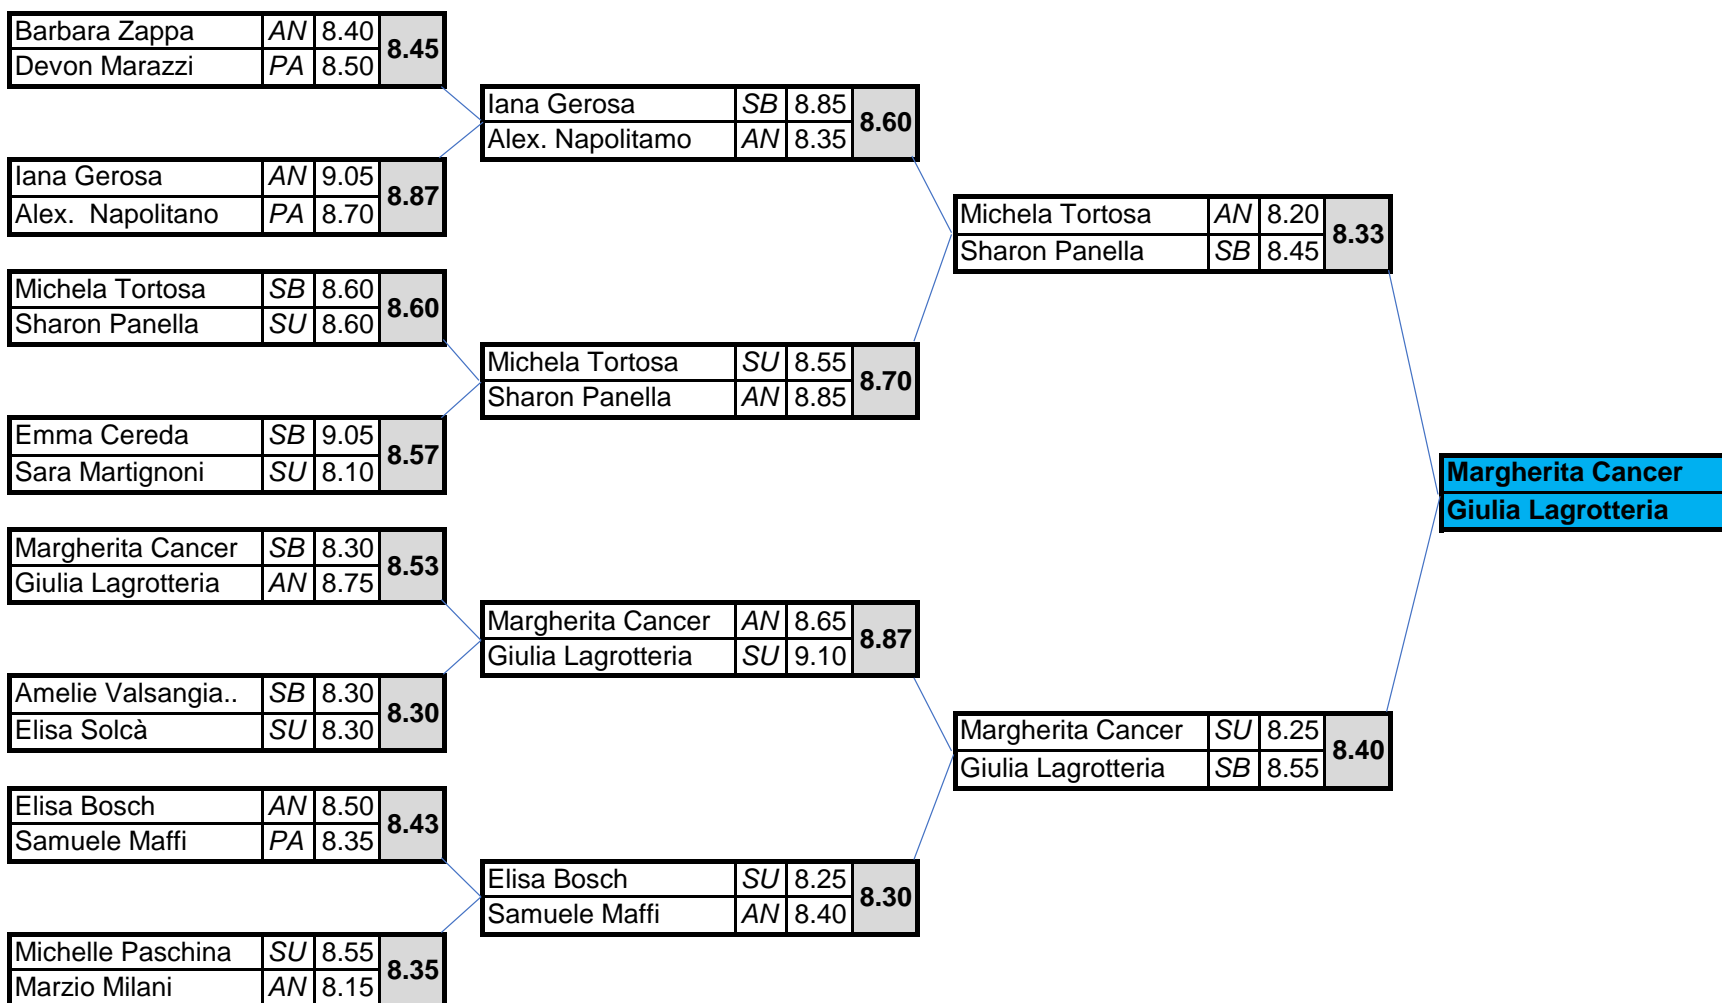 Barbara Zappa AN 8.40 8.45
Devon Marazzi PA 8.50
Iana Gerosa AN 9.05 8.87
Alex. Napolitano PA 8.70
Michela Tortosa SB 8.60 8.60
Sharon Panella SU 8.60
Emma Cereda SB 9.05 8.57
Sara Martignoni SU 8.10
Margherita Cancer SB 8.30 8.53
Giulia Lagrotteria AN 8.75
Amelie Valsangia.. SB 8.30 8.30
Elisa Solcà SU 8.30
Elisa Bosch AN 8.50 8.43
Samuele Maffi PA 8.35
Michelle Paschina SU 8.55 8.35
Marzio Milani AN 8.15
Iana Gerosa SB 8.85 8.60
Alex. Napolitamo AN 8.35
Michela Tortosa SU 8.55 8.70
Sharon Panella AN 8.85
Margherita Cancer AN 8.65 8.87
Giulia Lagrotteria SU 9.10
Elisa Bosch SU 8.25 8.30
Samuele Maffi AN 8.40
Michela Tortosa AN 8.20 8.33
Sharon Panella SB 8.45
Margherita Cancer SU 8.25 8.40
Giulia Lagrotteria SB 8.55
Margherita Cancer
Giulia Lagrotteria